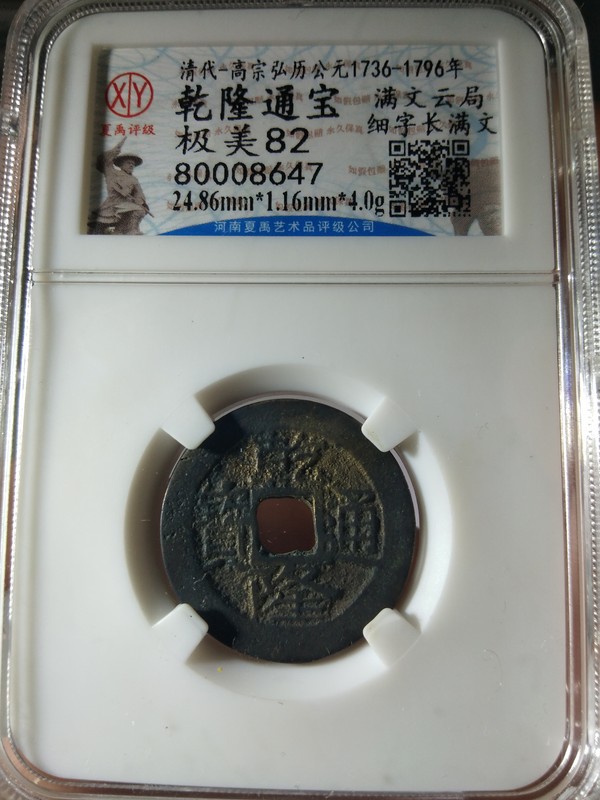 清代-高宗弘历公元1736-1796年
XY
夏禹评级
乾隆通宝
满文云局
极美82
细字长满文
80008647
24.86mm*1.16mm*4.0g
河南夏禹艺术品评级公司
乾隆通寳